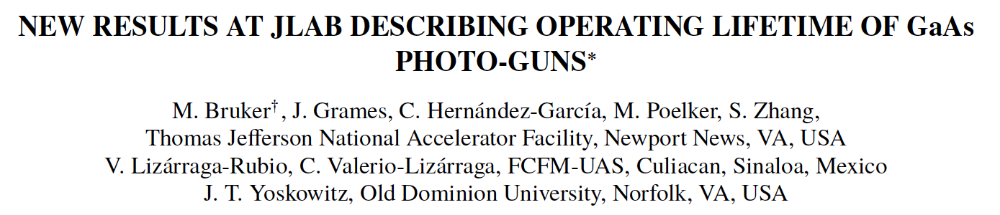 NEW RESULTS AT JLAB DESCRIBING OPERATING LIFETIME OF GaAs
PHOTO-GUNS*
M. Bruker†, J. Grames, C. Hernández-García, M. Poelker, S. Zhang,
Thomas Jefferson National Accelerator Facility, Newport News, VA, USA
V. Lizárraga-Rubio, C. Valerio-Lizárraga, FCFM-UAS, Culiacan, Sinaloa, Mexico
J. T. Yoskowitz, Old Dominion University, Norfolk, VA, USA